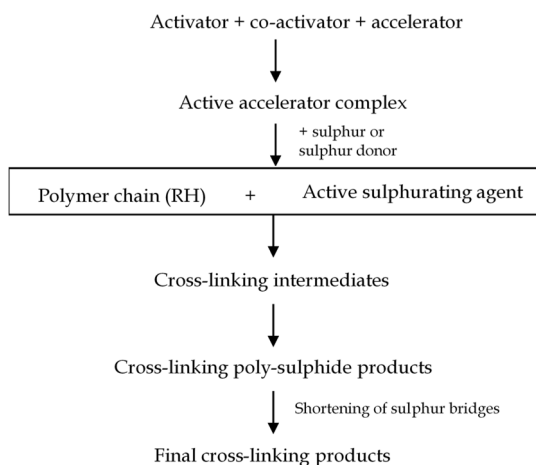 Activator + co-activator + accelerator
Active accelerator complex
+ sulphur or
sulphur donor
Polymer chain (RH) + Active sulphurating agent
Cross-linking intermediates
Cross-linking poly-sulphide products
Shortening of sulphur bridges
Final cross-linking products